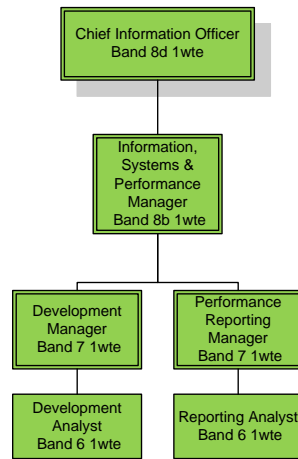 Chief Information Officer
Band 8d 1wte
Information,
Systems &
Performance
Manager
Band 8b 1wte
Development
Manager
Band 7 1wte
Performance
Reporting
Manager
Band 7 1wte
Development
Analyst
Band 6 1wte
Reporting Analyst
Band 6 1wte